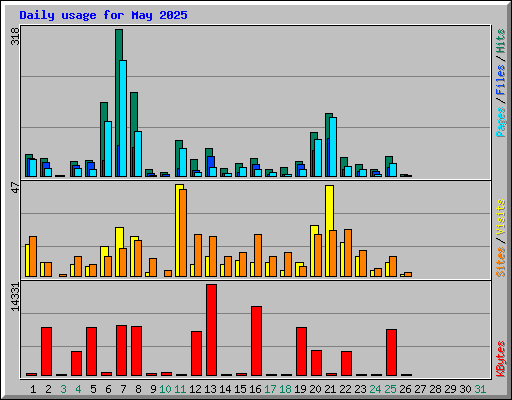 Daily usage for May 2025
318
Pages / Files / Hits
47
Sites / Visits
14331
KBytes
1 2 3 4 5 6 7 8 9 10 11 12 13 14 15 16 17 18 19 20 21 22 23 24 25 26 27 28 29 30 31